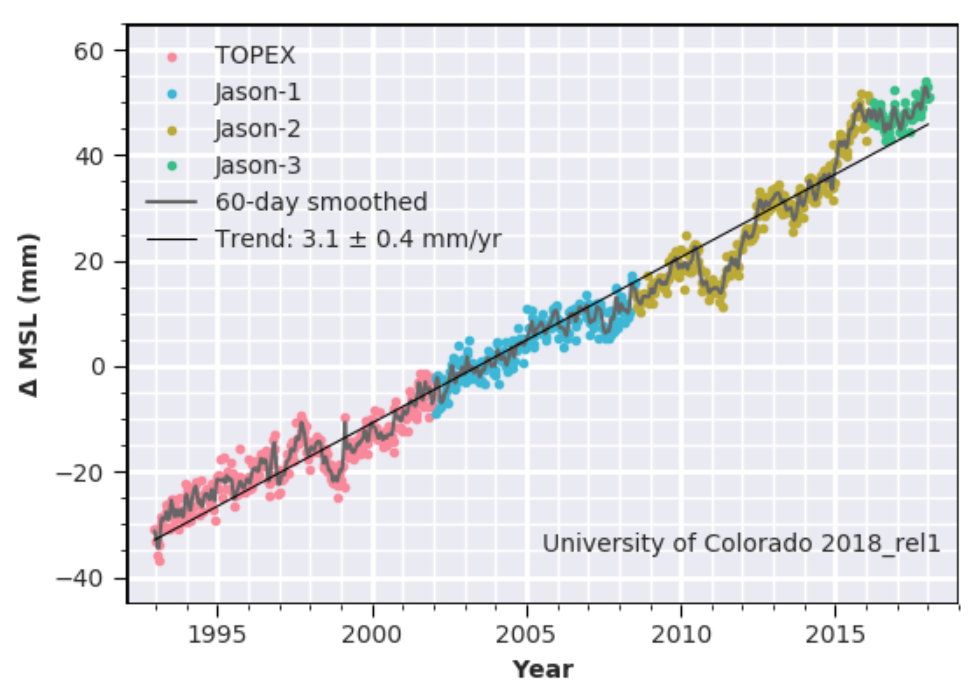 60
40
20
0
−20
−40
Δ MSL (mm)
TOPEX
Jason-1
Jason-2
Jason-3
60-day smoothed
Trend: 3.1 ± 0.4 mm/yr
University of Colorado 2018_rel1
1995 2000 2005 2010 2015
Year